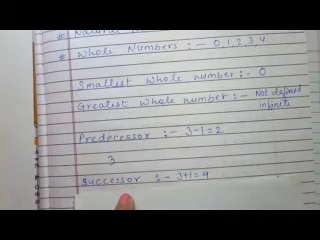 # Natural
# Whole Numbers :- 0,1,2,3,4.....
Smallest whole number :- 0
Greatest whole number :- Not defined
infinite
Predecessor :- 3-1=2
3
Successor :- 3+1=4